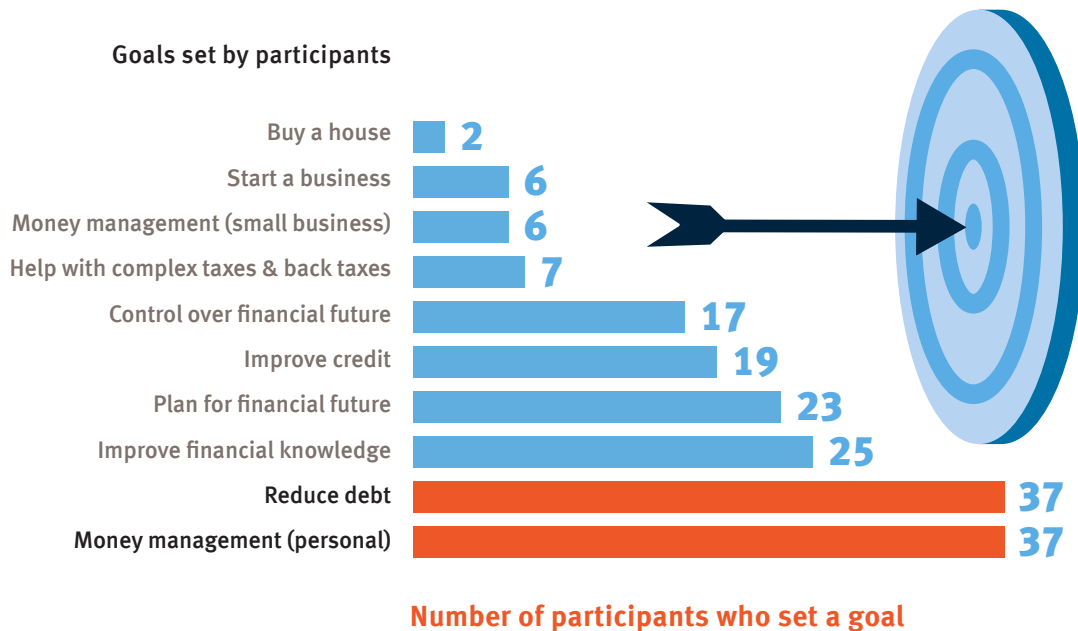 Goals set by participants
Buy a house 2
Start a business 6
Money management (small business) 6
Help with complex taxes & back taxes 7
Control over financial future 17
Improve credit 19
Plan for financial future 23
Improve financial knowledge 25
Reduce debt 37
Money management (personal) 37
Number of participants who set a goal